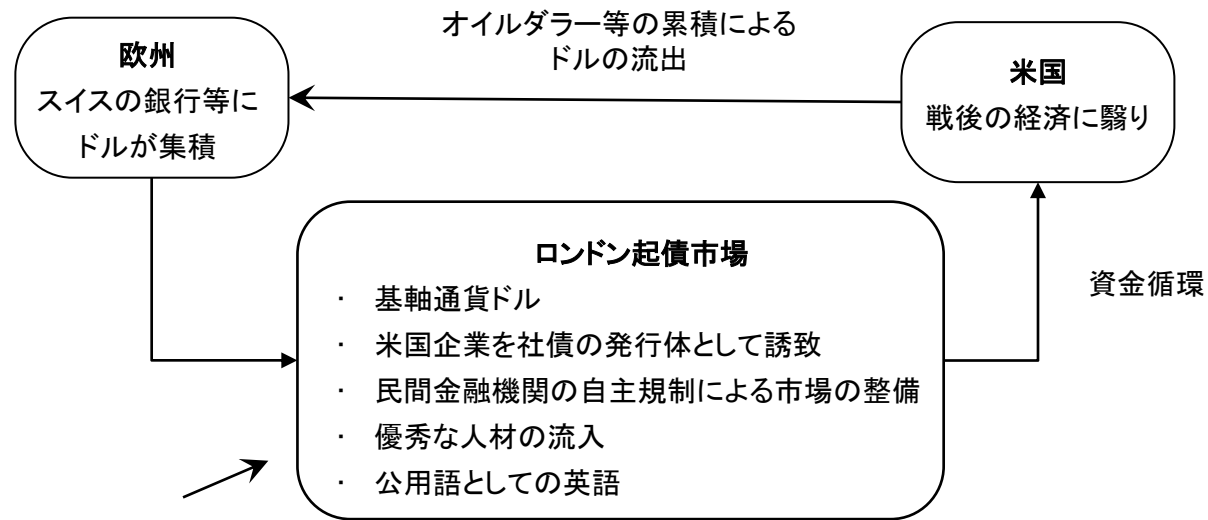 オイルダラー等の累積による
ドルの流出
欧州
スイスの銀行等に
ドルが集積
米国
戦後の経済に翳り
ロンドン起債市場
・ 基軸通貨ドル
・ 米国企業を社債の発行体として誘致
・ 民間金融機関の自主規制による市場の整備
・ 優秀な人材の流入
・ 公用語としての英語
資金循環